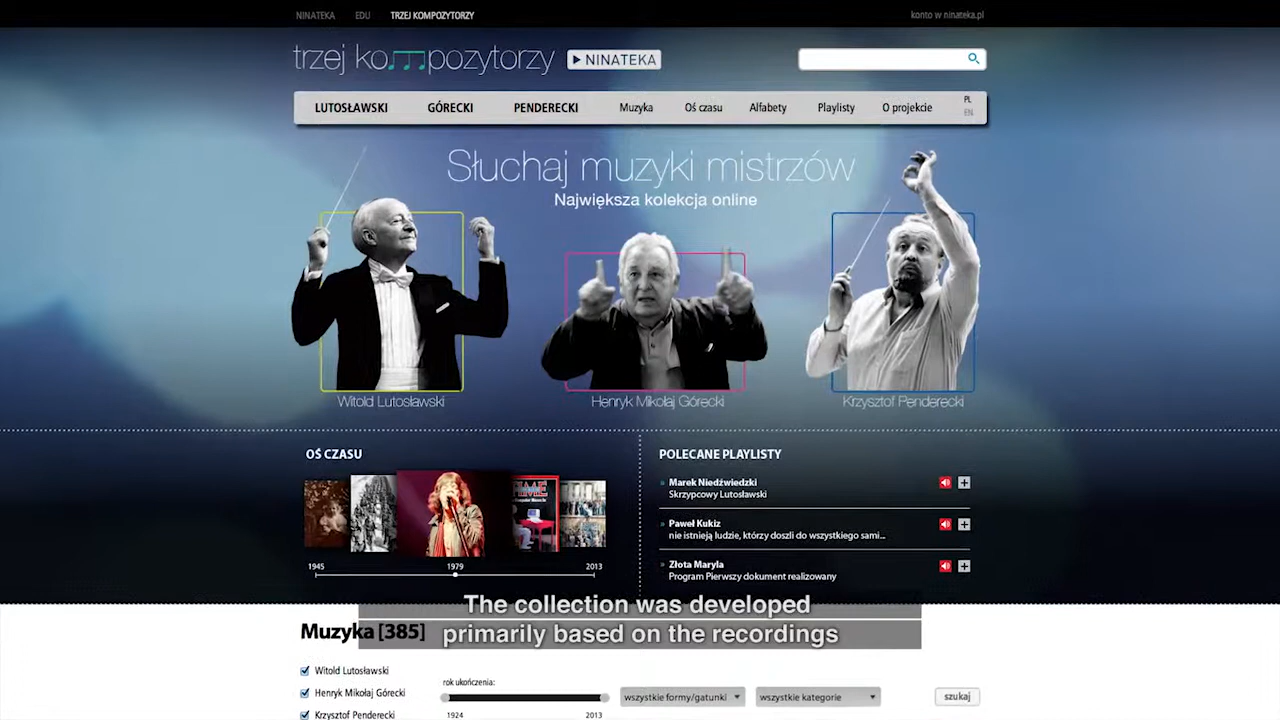 NINATEKA EDU TRZEJ KOMPOZYTORZY konto w ninateka.pl
trzej kompozytorzy NINATEKA
LUTOSŁAWSKI GÓRECKI PENDERECKI Muzyka Oś czasu Alfabety Playlisty O projekcie PL
EN
Słuchaj muzyki mistrzów
Największa kolekcja online
Witold Lutosławski Henryk Mikołaj Górecki Krzysztof Penderecki
OŚ CZASU
1945 1979 2013
POLECANE PLAYLISTY
» Marek Niedźwiedzki
Skrzypcowy Lutosławski
» Paweł Kukiz
nie istnieją ludzie, którzy doszli do wszystkiego sami...
» Złota Maryla
Program Pierwszy dokument realizowany
The collection was developed
primarily based on the recordings
Muzyka [385]
Witold Lutosławski
Henryk Mikołaj Górecki
Krzysztof Penderecki
rok ukończenia:
1924 2013
wszystkie formy/gatunki wszystkie kategorie szukaj